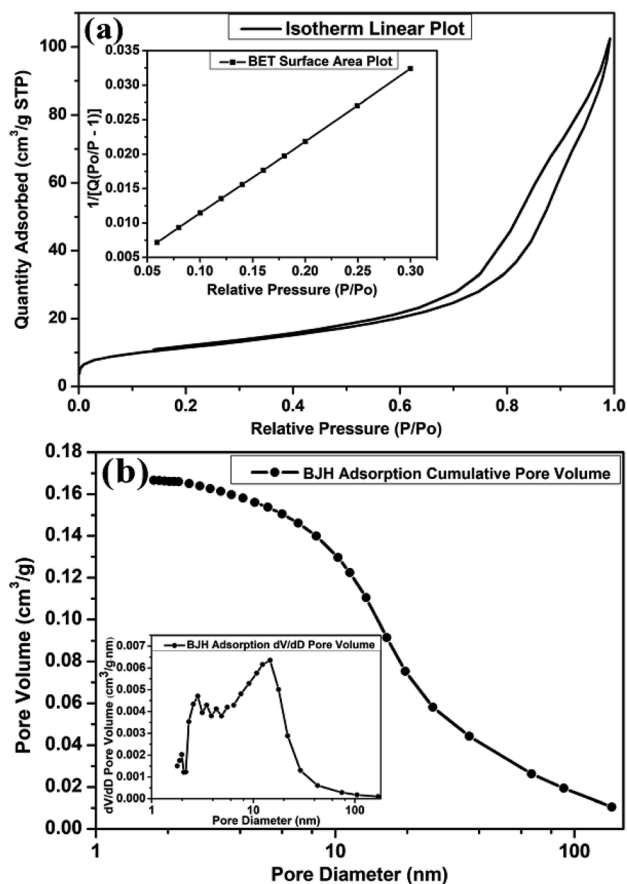 (a)
Isotherm Linear Plot
BET Surface Area Plot
Quantity Adsorbed (cm³/g STP)
100
80
60
40
20
0
1/[Q(Po/P - 1)]
0.035
0.030
0.025
0.020
0.015
0.010
0.005
0.05 0.10 0.15 0.20 0.25 0.30
Relative Pressure (P/Po)
0.0 0.2 0.4 0.6 0.8 1.0
Relative Pressure (P/Po)
(b)
BJH Adsorption Cumulative Pore Volume
Pore Volume (cm³/g)
0.18
0.16
0.14
0.12
0.10
0.08
0.06
0.04
0.02
0.00
BJH Adsorption dV/dD Pore Volume
dV/dD Pore Volume (cm³/g.nm)
0.007
0.006
0.005
0.004
0.003
0.002
0.001
0.000
1 10 100
Pore Diameter (nm)
1 10 100
Pore Diameter (nm)